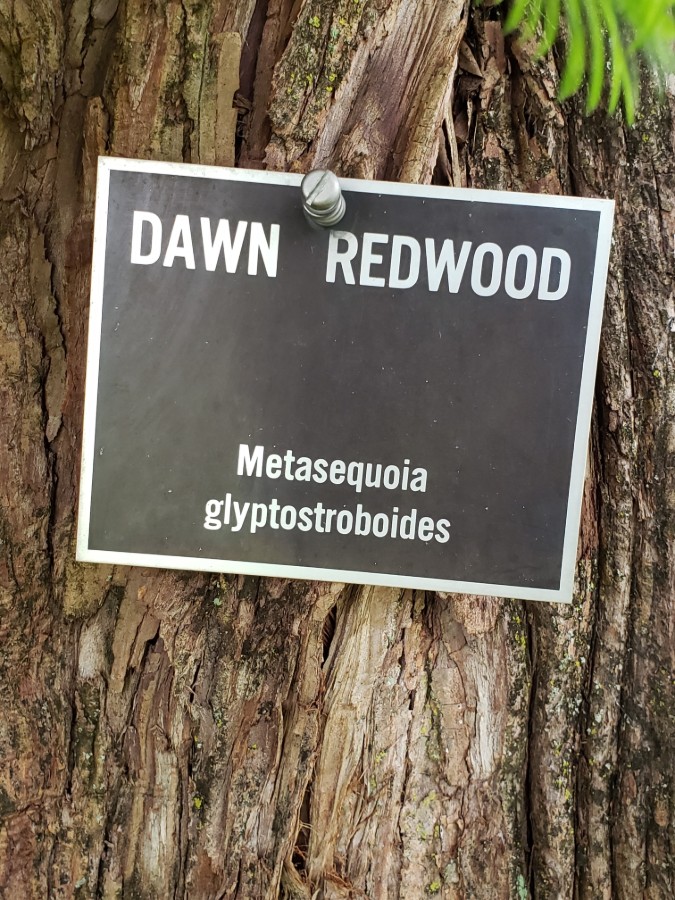 DAWN REDWOOD
Metasequoia
glyptostroboides